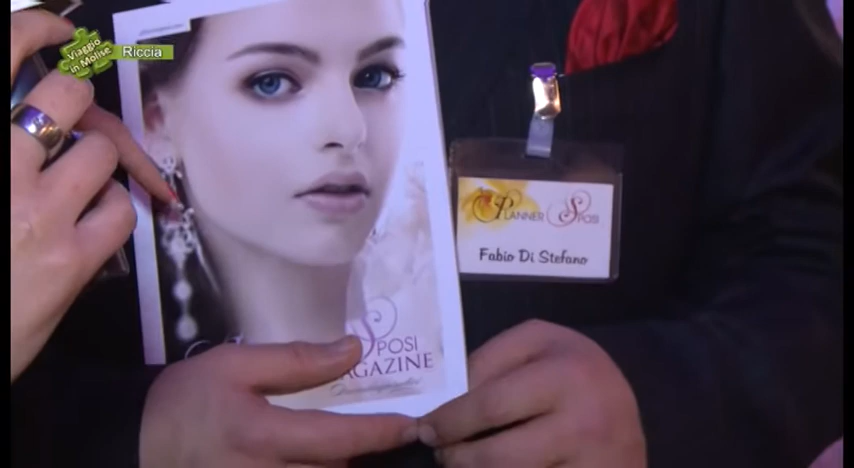 Viaggio
in Molise
Riccia
PLANNER SPOSI
Fabio Di Stefano
SPOSI
MAGAZINE